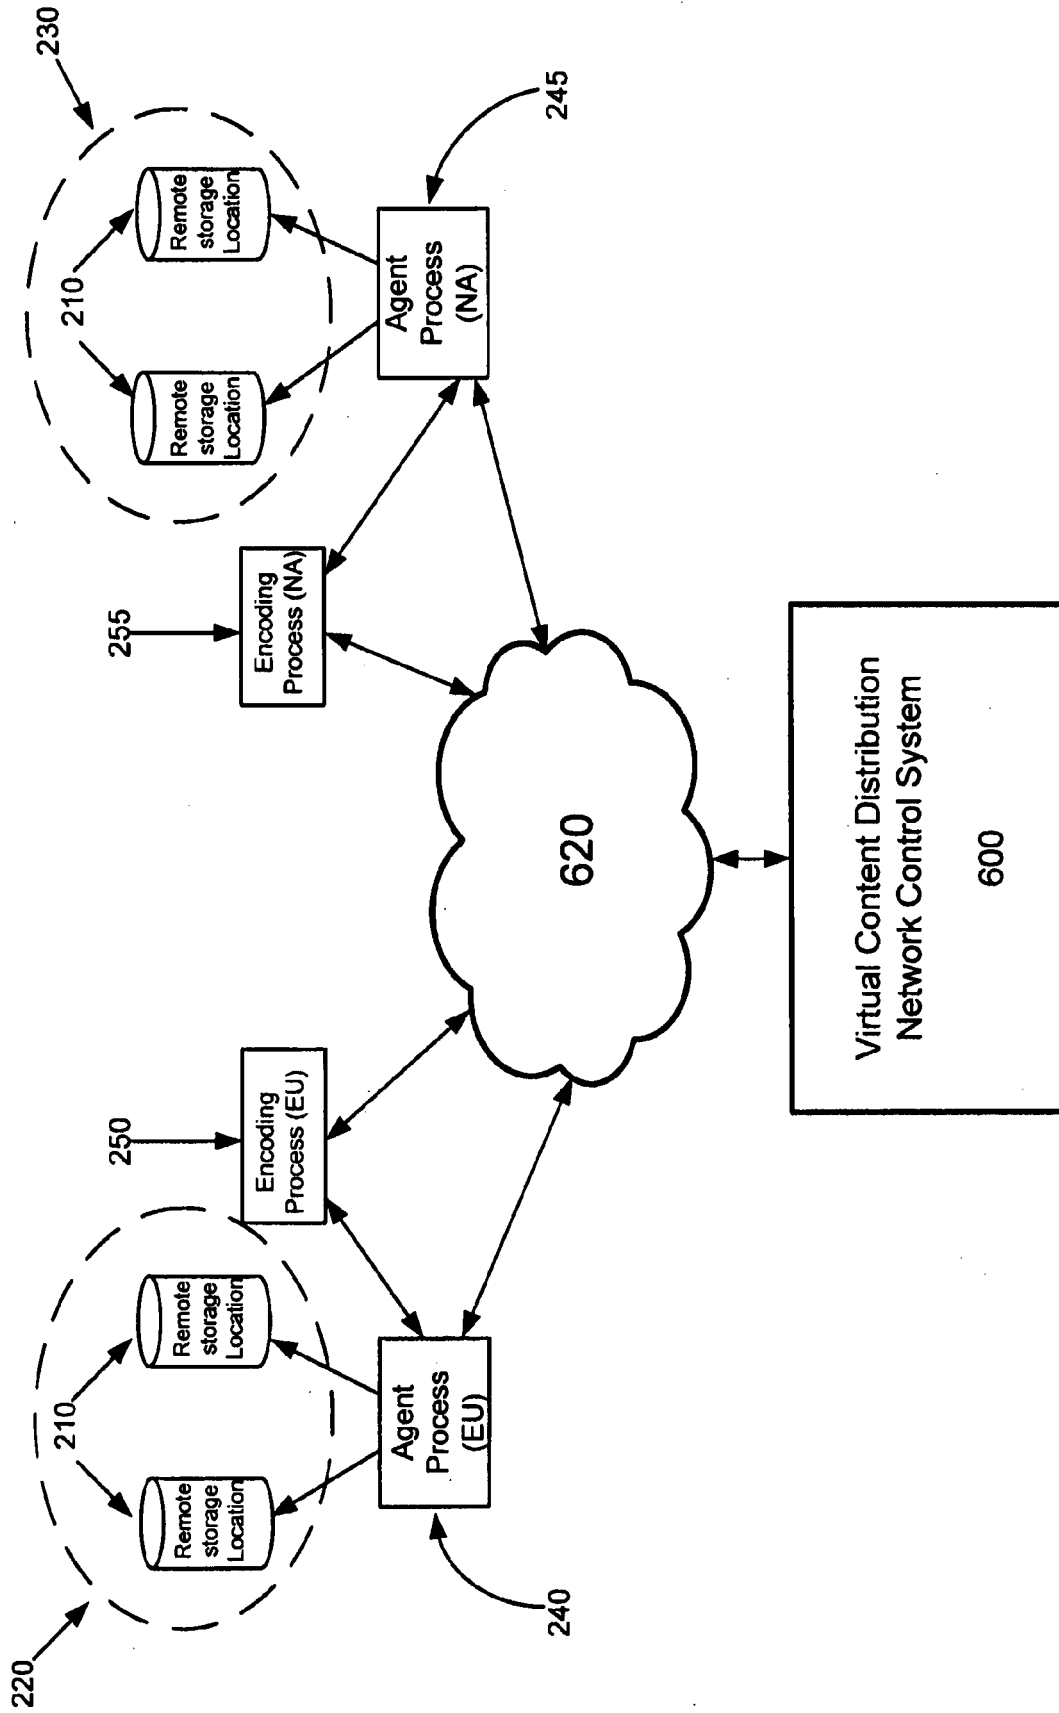 220
210
Remote
storage
Location
Remote
storage
Location
250
Encoding
Process (EU)
Agent
Process
(EU)
240
230
210
Remote
storage
Location
Remote
storage
Location
255
Encoding
Process (NA)
Agent
Process
(NA)
245
620
Virtual Content Distribution
Network Control System
600